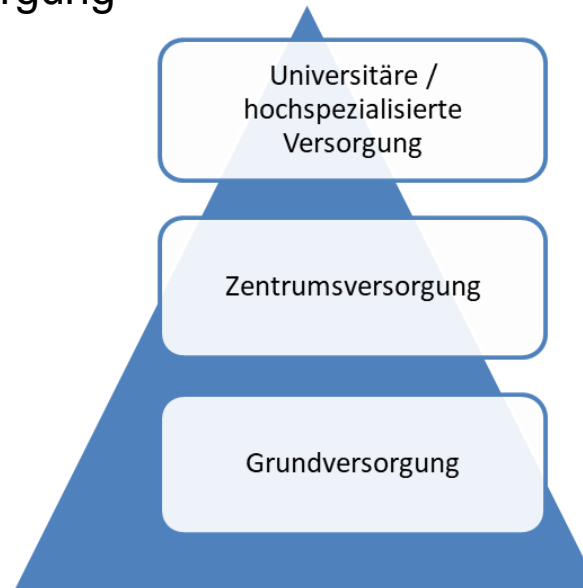 Universitäre /
hochspezialisierte
Versorgung
Zentrumsversorgung
Grundversorgung